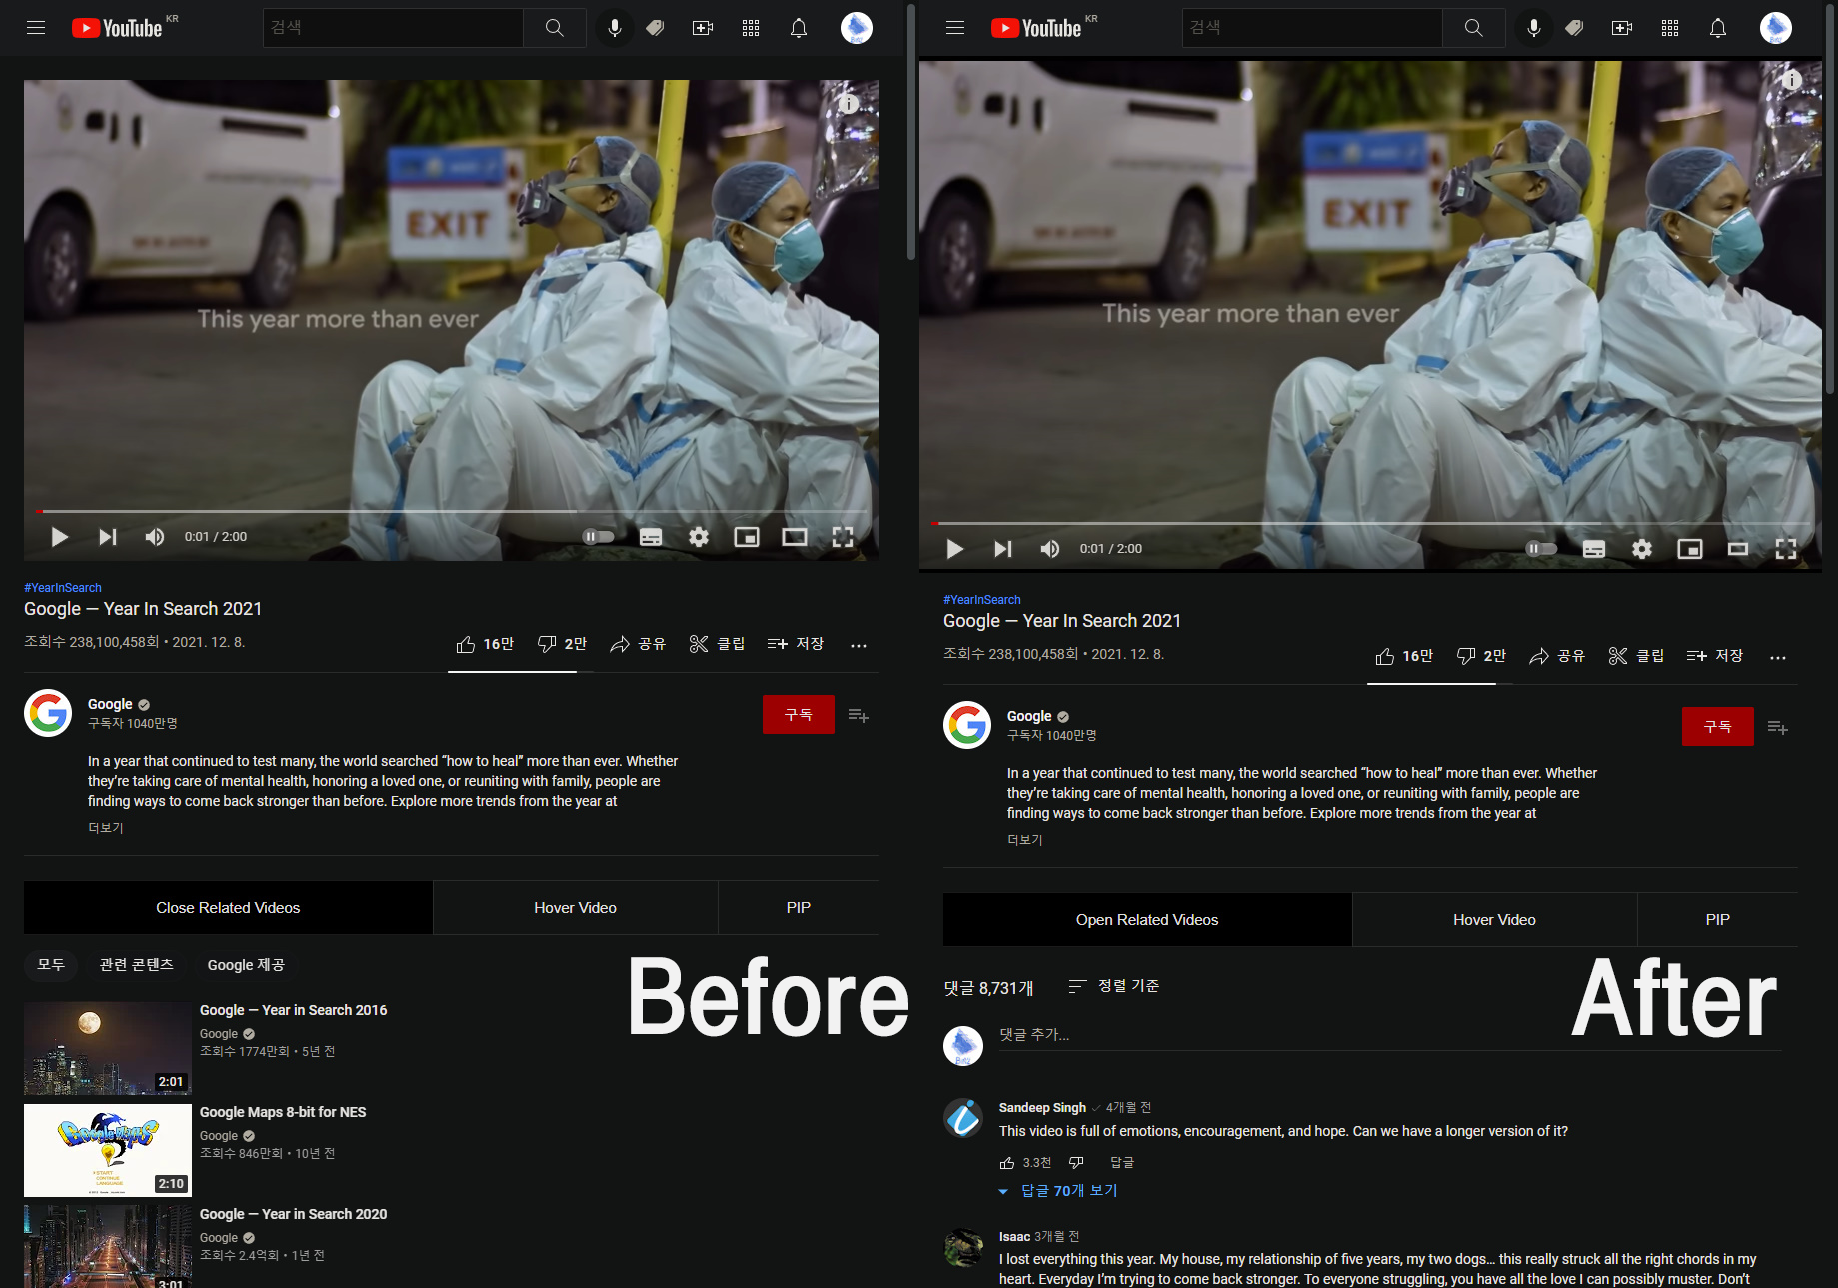 YouTube KR
검색
EXIT
This year more than ever
0:01 / 2:00
#YearInSearch
Google — Year In Search 2021
조회수 238,100,458회 • 2021. 12. 8.
16만
2만
공유
클립
저장
Google
구독자 1040만명
구독
In a year that continued to test many, the world searched “how to heal” more than ever. Whether
they’re taking care of mental health, honoring a loved one, or reuniting with family, people are
finding ways to come back stronger than before. Explore more trends from the year at
더보기
Close Related Videos
Hover Video
PIP
모두
관련 콘텐츠
Google 제공
Before
Google — Year in Search 2016
Google
조회수 1774만회 • 5년 전
2:01
Google Maps 8-bit for NES
Google
조회수 846만회 • 10년 전
START
CONTINUE
LANGUAGE
2:10
Google — Year in Search 2020
Google
조회수 2.4억회 • 1년 전
3:01
YouTube KR
검색
EXIT
This year more than ever
0:01 / 2:00
#YearInSearch
Google — Year In Search 2021
조회수 238,100,458회 • 2021. 12. 8.
16만
2만
공유
클립
저장
Google
구독자 1040만명
구독
In a year that continued to test many, the world searched “how to heal” more than ever. Whether
they’re taking care of mental health, honoring a loved one, or reuniting with family, people are
finding ways to come back stronger than before. Explore more trends from the year at
더보기
Open Related Videos
Hover Video
PIP
After
댓글 8,731개
정렬 기준
댓글 추가...
Sandeep Singh 4개월 전
This video is full of emotions, encouragement, and hope. Can we have a longer version of it?
3.3천
답글
답글 70개 보기
Isaac 3개월 전
I lost everything this year. My house, my relationship of five years, my two dogs... this really struck all the right chords in my
heart. Everyday I’m trying to come back stronger. To everyone struggling, you have all the love I can possibly muster. Don’t